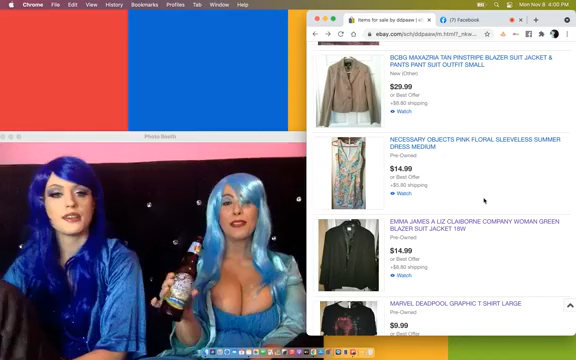 Chrome File Edit View History Bookmarks Profiles Tab Window Help
Mon Nov 8 4:00 PM
Items for sale by ddpaaw
Facebook
ebay.com/sch/ddpaaw/m.html?_nkw...
Photo Booth
BCBG MAXAZRIA TAN PINSTRIPE BLAZER SUIT JACKET &
PANTS PANT SUIT OUTFIT SMALL
New (Other)
$29.99
or Best Offer
+$8.80 shipping
Watch
NECESSARY OBJECTS PINK FLORAL SLEEVELESS SUMMER
DRESS MEDIUM
Pre-Owned
$14.99
or Best Offer
+$5.80 shipping
Watch
EMMA JAMES A LIZ CLAIBORNE COMPANY WOMAN GREEN
BLAZER SUIT JACKET 18W
Pre-Owned
$14.99
or Best Offer
+$8.80 shipping
Watch
MARVEL DEADPOOL GRAPHIC T SHIRT LARGE
Pre-Owned
$9.99
or Best Offer